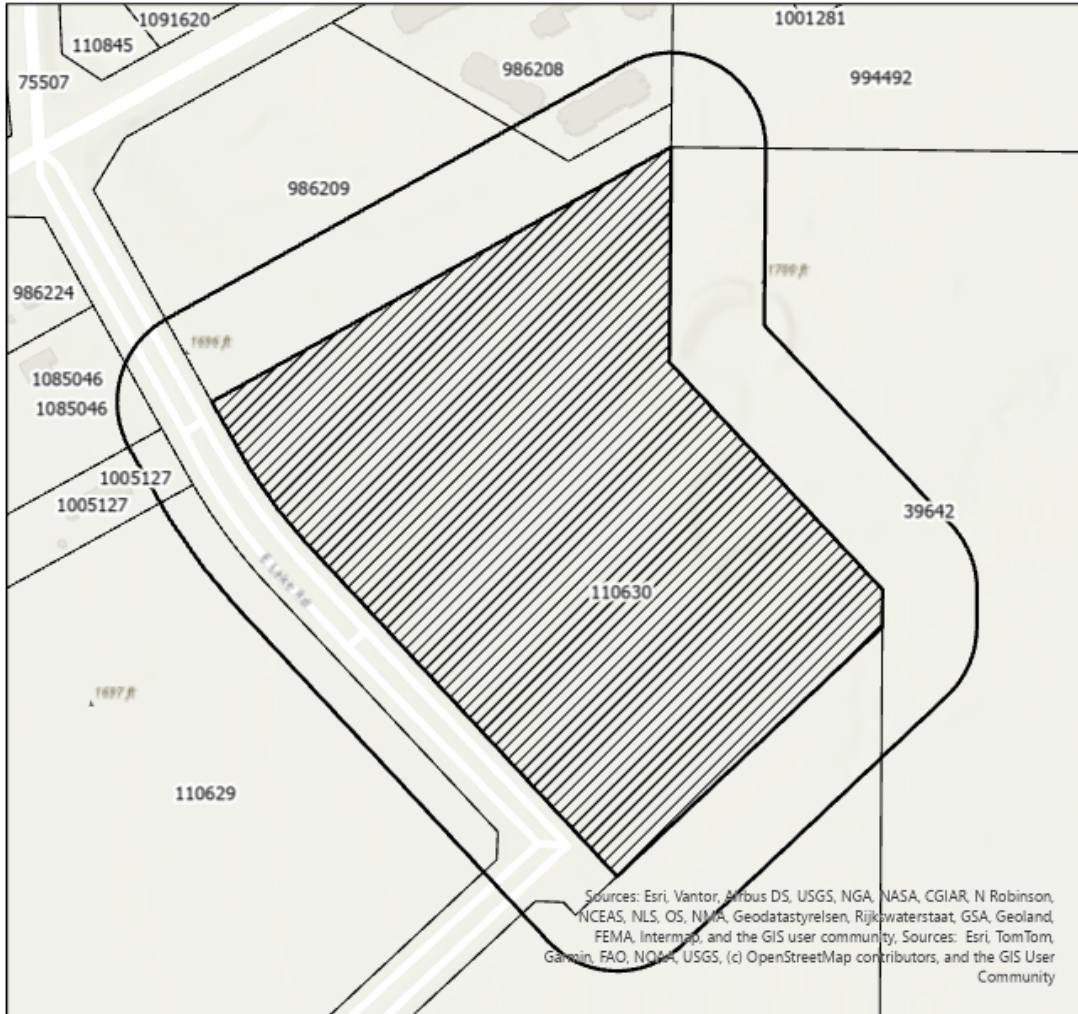 1091620
1001281
110845
75507
986208
994492
986209
1700 ft
986224
1696 ft
1085046
1085046
1005127
1005127
39642
E Lake Rd
110630
1697 ft
110629
Sources: Esri, Vantor, Airbus DS, USGS, NGA, NASA, CGIAR, N Robinson,
NCEAS, NLS, OS, NMA, Geodatastyrelsen, Rijkswaterstaat, GSA, Geoland,
FEMA, Intermap, and the GIS user community, Sources: Esri, TomTom,
Garmin, FAO, NOAA, USGS, (c) OpenStreetMap contributors, and the GIS User
Community